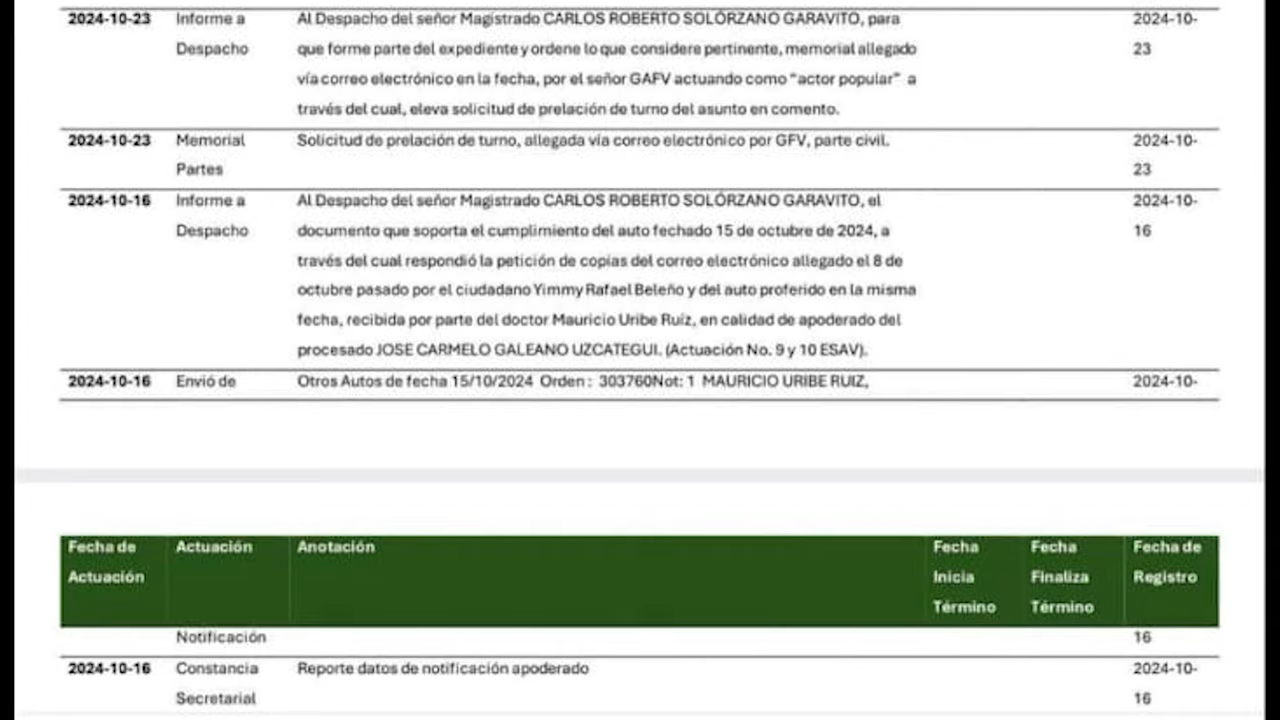 2024-10-23 Informe a Al Despacho del señor Magistrado CARLOS ROBERTO SOLÓRZANO GARAVITO, para 2024-10-
Despacho que forme parte del expediente y ordene lo que considere pertinente, memorial allegado 23
vía correo electrónico en la fecha, por el señor GAFV actuando como “actor popular” a
través del cual, eleva solicitud de prelación de turno del asunto en comento.
2024-10-23 Memorial Solicitud de prelación de turno, allegada vía correo electrónico por GFV, parte civil. 2024-10-
Partes 23
2024-10-16 Informe a Al Despacho del señor Magistrado CARLOS ROBERTO SOLÓRZANO GARAVITO, el 2024-10-
Despacho documento que soporta el cumplimiento del auto fechado 15 de octubre de 2024, a 16
través del cual respondió la petición de copias del correo electrónico allegado el 8 de
octubre pasado por el ciudadano Yimmy Rafael Beleño y del auto proferido en la misma
fecha, recibida por parte del doctor Mauricio Uribe Ruíz, en calidad de apoderado del
procesado JOSE CARMELO GALEANO UZCATEGUI. (Actuación No. 9 y 10 ESAV).
2024-10-16 Envió de Otros Autos de fecha 15/10/2024 Orden : 303760Not: 1 MAURICIO URIBE RUIZ, 2024-10-
Fecha de Actuación Anotación Fecha Fecha Fecha de
Actuación Inicia Finaliza Registro
Término Término
Notificación 16
2024-10-16 Constancia Reporte datos de notificación apoderado 2024-10-
Secretarial 16